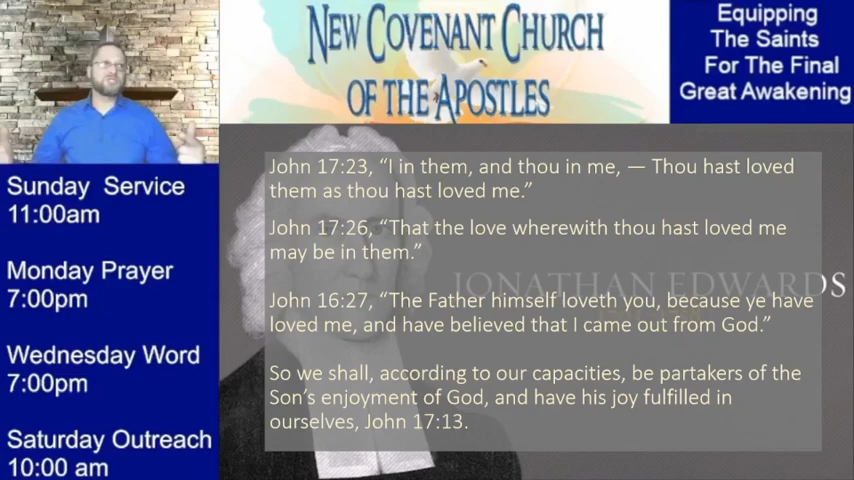 NEW COVENANT CHURCH
OF THE APOSTLES
Equipping
The Saints
For The Final
Great Awakening
Sunday Service
11:00am
Monday Prayer
7:00pm
Wednesday Word
7:00pm
Saturday Outreach
10:00 am
John 17:23, “I in them, and thou in me, — Thou hast loved
them as thou hast loved me.”
John 17:26, “That the love wherewith thou hast loved me
may be in them.”
JONATHAN EDWARDS
John 16:27, “The Father himself loveth you, because ye have
loved me, and have believed that I came out from God.”
So we shall, according to our capacities, be partakers of the
Son’s enjoyment of God, and have his joy fulfilled in
ourselves, John 17:13.